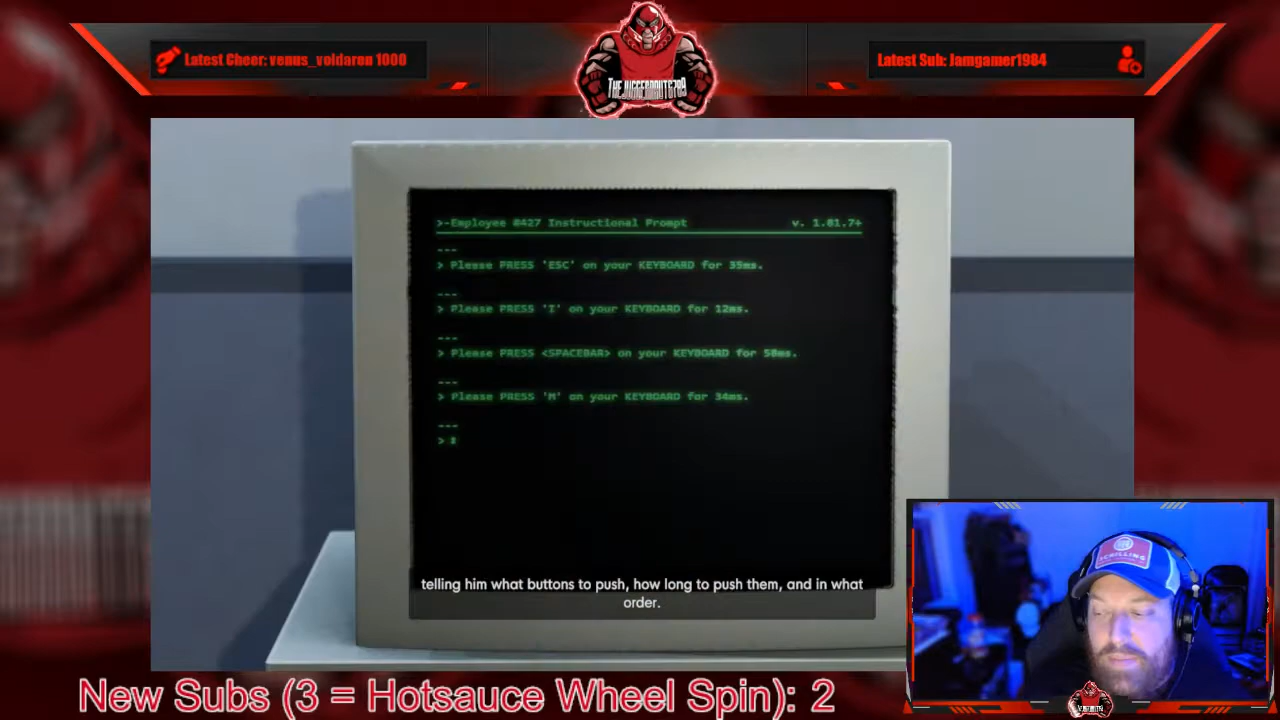 Latest Cheer: venus_voldaren 1000
THEJUGGERNAUT6789
Latest Sub: Jamgamer1984
>-Employee #427 Instructional Prompt v. 1.01.7+
---
> Please PRESS 'ESC' on your KEYBOARD for 35ms.
---
> Please PRESS 'I' on your KEYBOARD for 12ms.
---
> Please PRESS <SPACEBAR> on your KEYBOARD for 50ms.
---
> Please PRESS 'M' on your KEYBOARD for 34ms.
---
>
telling him what buttons to push, how long to push them, and in what
order.
SCHILLING
New Subs (3 = Hotsauce Wheel Spin): 2